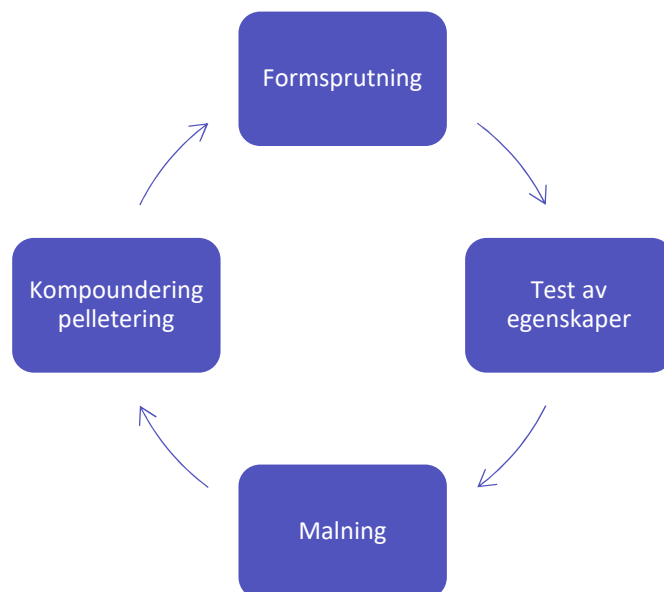 Formsprutning
Kompoundering
pelletering
Test av
egenskaper
Malning